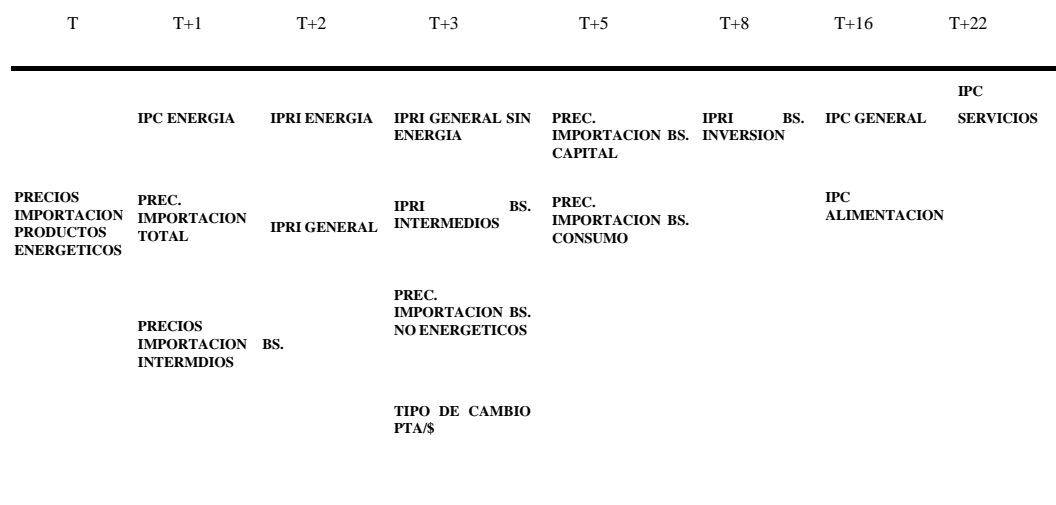 T T+1 T+2 T+3 T+5 T+8 T+16 T+22
IPC ENERGIA
IPRI ENERGIA
IPRI GENERAL SIN
ENERGIA
PREC.
IMPORTACION BS.
CAPITAL
IPRI BS.
INVERSION
IPC GENERAL
IPC
SERVICIOS
PRECIOS
IMPORTACION
PRODUCTOS
ENERGETICOS
PREC.
IMPORTACION
TOTAL
IPRI GENERAL
IPRI BS.
INTERMEDIOS
PREC.
IMPORTACION BS.
CONSUMO
IPC
ALIMENTACION
PRECIOS
IMPORTACION BS.
INTERMDIOS
PREC.
IMPORTACION BS.
NO ENERGETICOS
TIPO DE CAMBIO
PTA/$